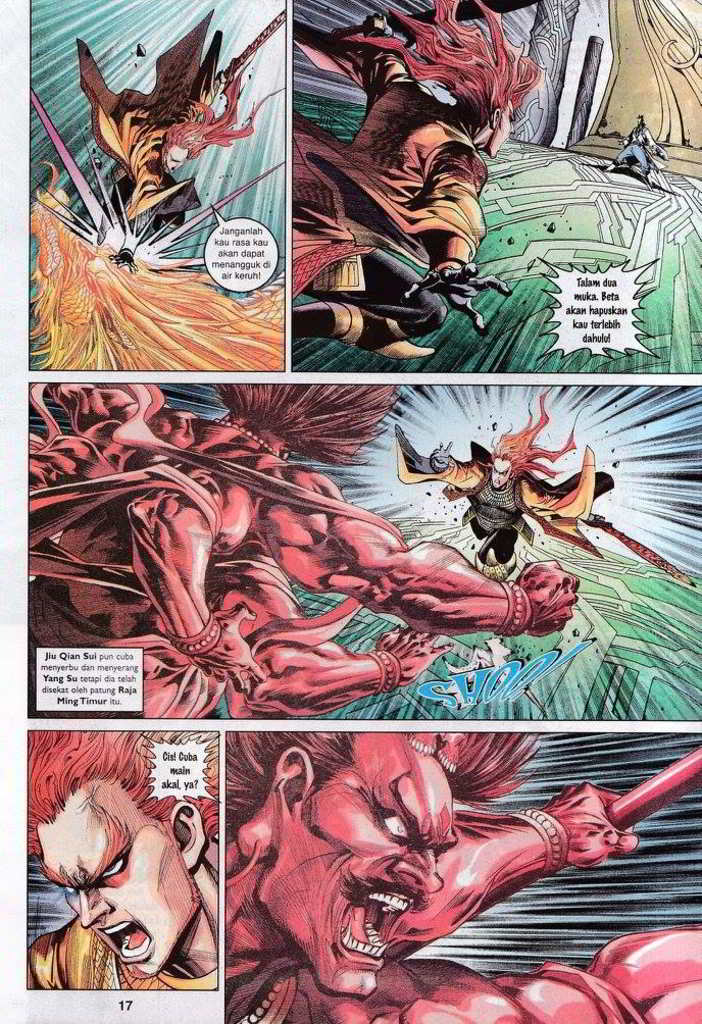 Janganlah
kau rasa kau
akan dapat
menangguk di
air keruh!
Talam dua
muka. Beta
akan hapuskan
kau terlebih
dahulu!
Jiu Qian Sui pun cuba
menyerbu dan menyerang
Yang Su tetapi dia telah
disekat oleh patung Raja
Ming Timur itu.
Cis! Cuba
main
akal, ya?
17